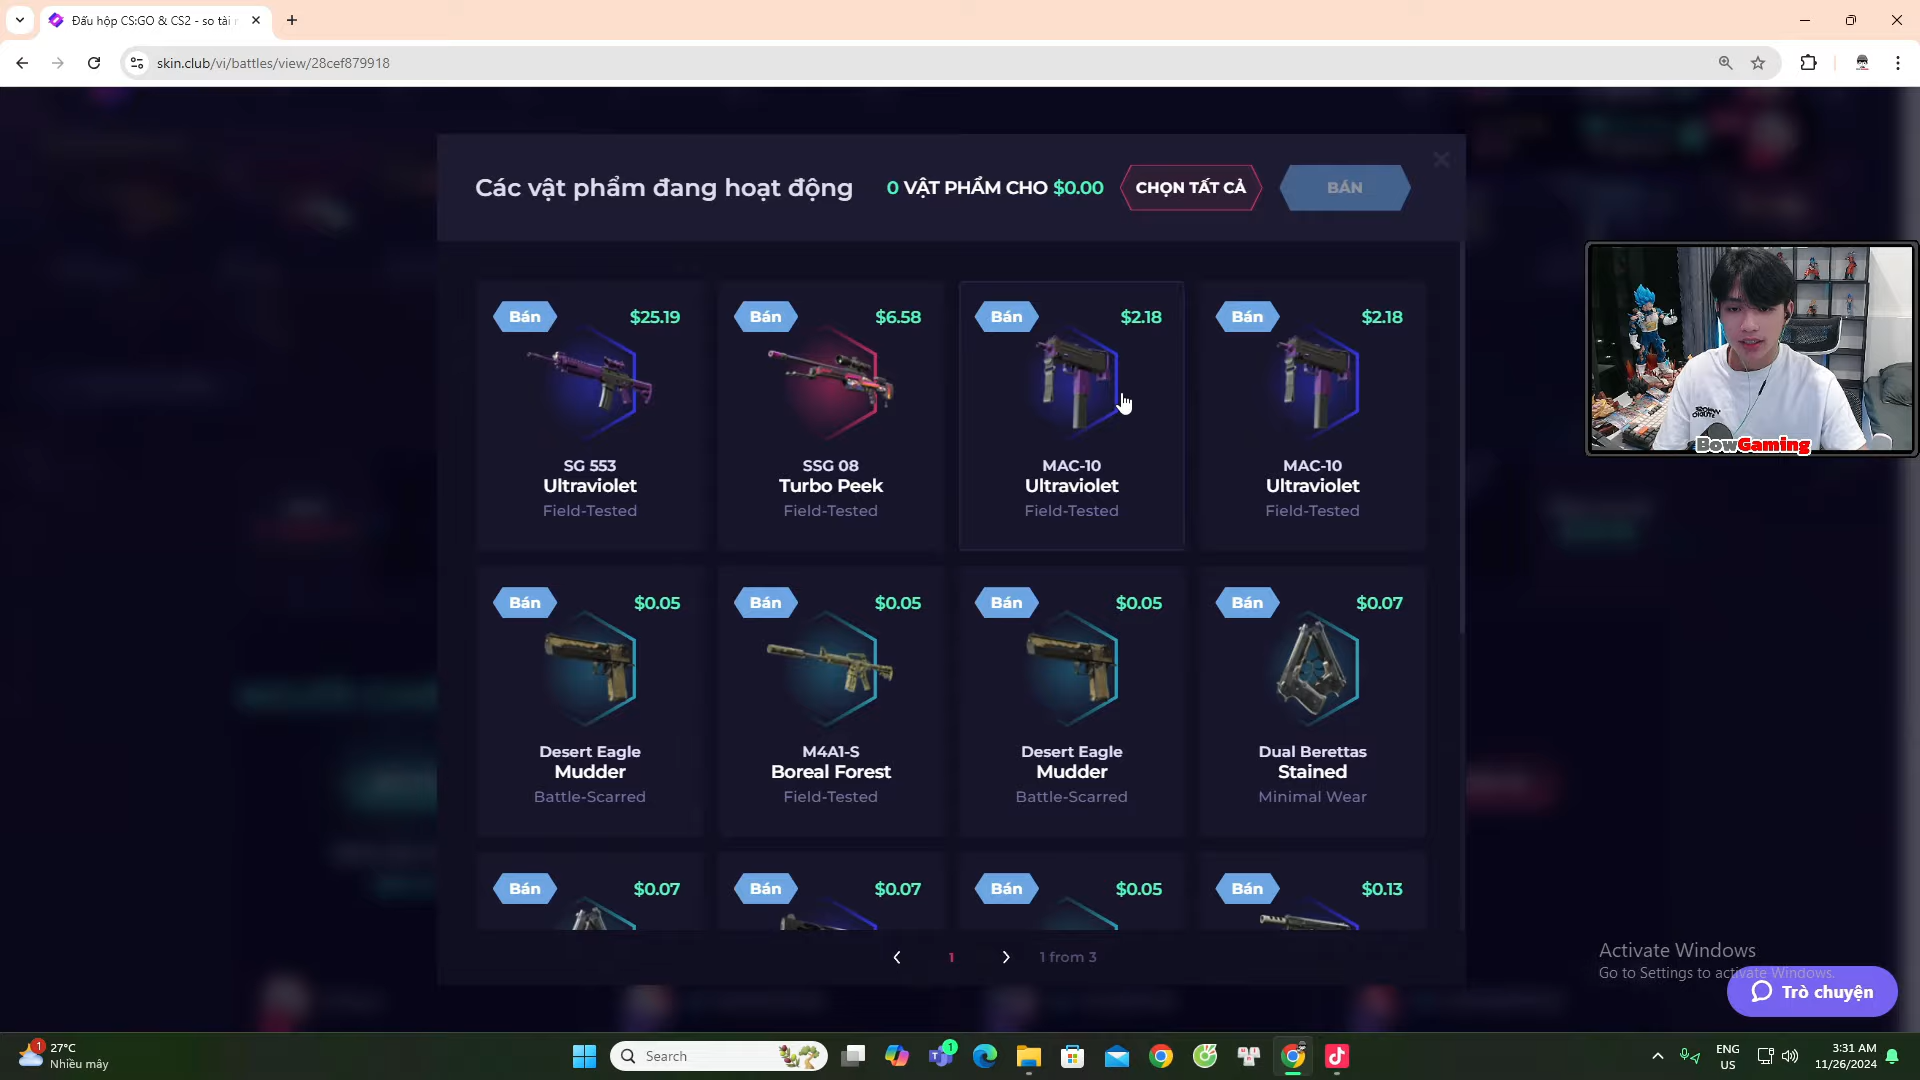 Đấu hộp CS:GO & CS2 - so tài
skin.club/vi/battles/view/28cef879918
Các vật phẩm đang hoạt động
0 VẬT PHẨM CHO $0.00
CHỌN TẤT CẢ
BÁN
Bán $25.19
Bán $6.58
Bán $2.18
Bán $2.18
SG 553
Ultraviolet
Field-Tested
SSG 08
Turbo Peek
Field-Tested
MAC-10
Ultraviolet
Field-Tested
MAC-10
Ultraviolet
Field-Tested
BowGaming
Bán $0.05
Bán $0.05
Bán $0.05
Bán $0.07
Desert Eagle
Mudder
Battle-Scarred
M4A1-S
Boreal Forest
Field-Tested
Desert Eagle
Mudder
Battle-Scarred
Dual Berettas
Stained
Minimal Wear
Bán $0.07
Bán $0.07
Bán $0.05
Bán $0.13
1
1 from 3
Activate Windows
Go to Settings to activate Windows.
Trò chuyện
1
27°C
Nhiều mây
Search
1
ENG
US
3:31 AM
11/26/2024